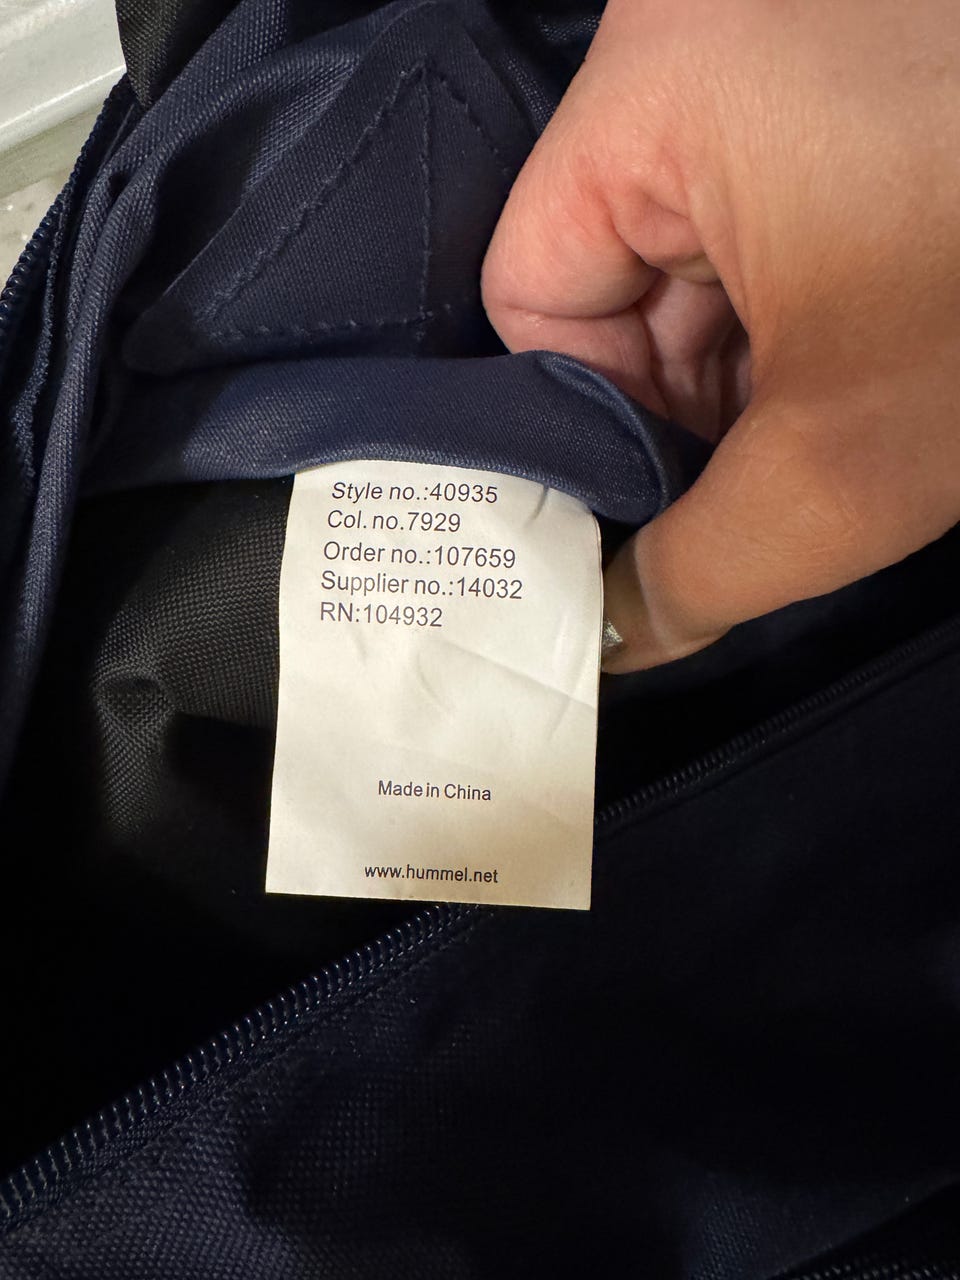 Style no.:40935
Col. no.7929
Order no.:107659
Supplier no.:14032
RN:104932
Made in China
www.hummel.net